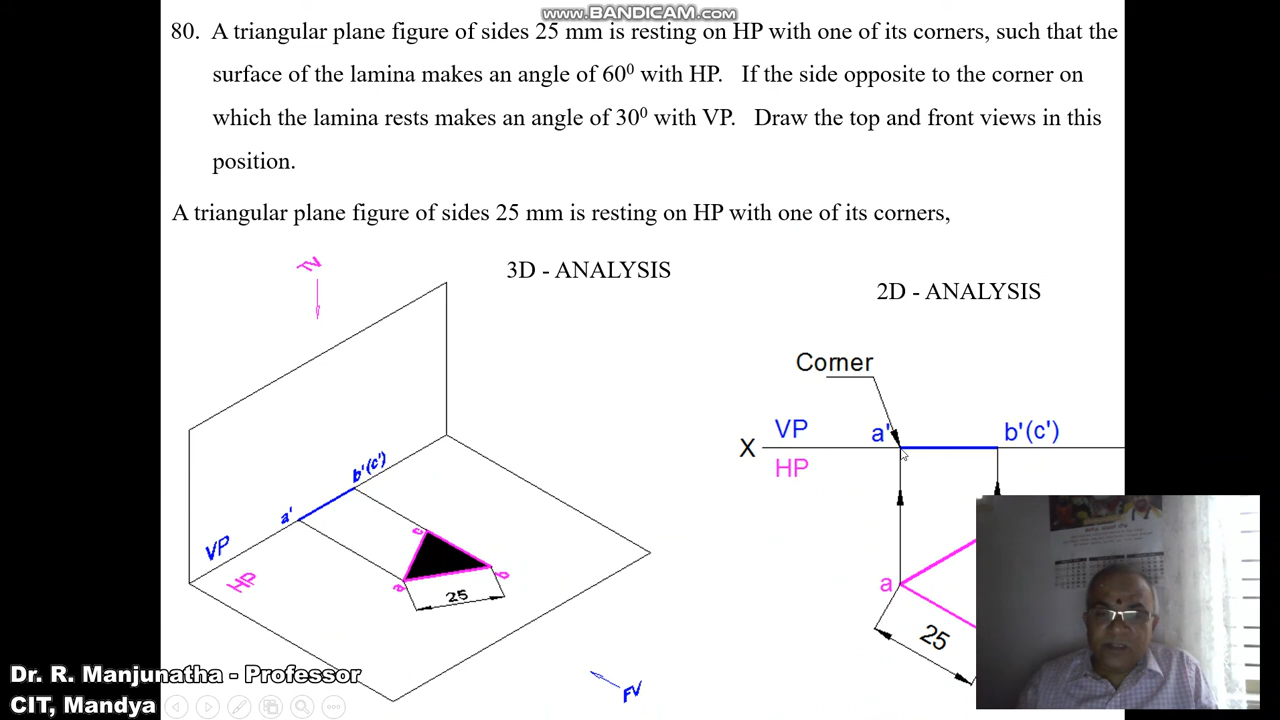 www.BANDICAM.com
80. A triangular plane figure of sides 25 mm is resting on HP with one of its corners, such that the
surface of the lamina makes an angle of 60⁰ with HP. If the side opposite to the corner on
which the lamina rests makes an angle of 30⁰ with VP. Draw the top and front views in this
position.
A triangular plane figure of sides 25 mm is resting on HP with one of its corners,
TV
3D - ANALYSIS
2D - ANALYSIS
Corner
VP
a'
b'(c')
X
HP
b'(c')
a'
VP
HP
c
b
a
25
a
25
FV
Dr. R. Manjunatha - Professor
CIT, Mandya